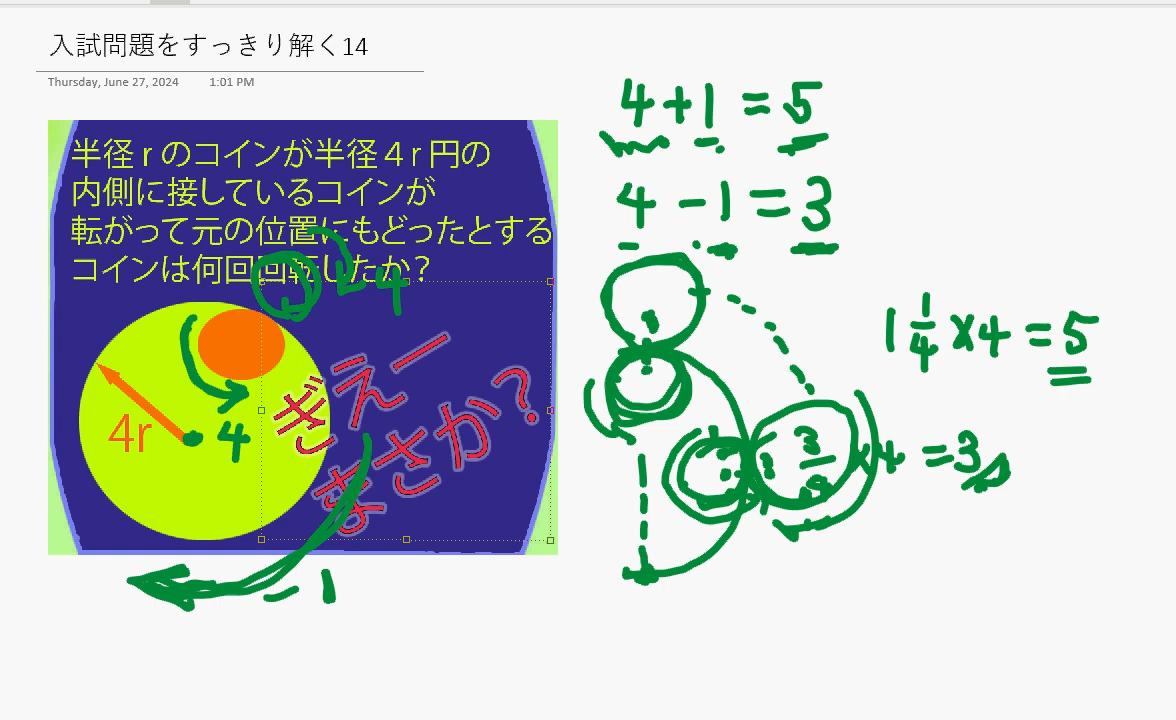 入試問題をすっきり解く14
Thursday, June 27, 2024 1:01 PM
半径rのコインが半径4r円の
内側に接しているコインが
転がって元の位置にもどったとする
コインは何回回転したか？
4
4r
4
ぎえー
まさか？
-1
4+1=5
4-1=3
1 1/4×4=5
×4=3